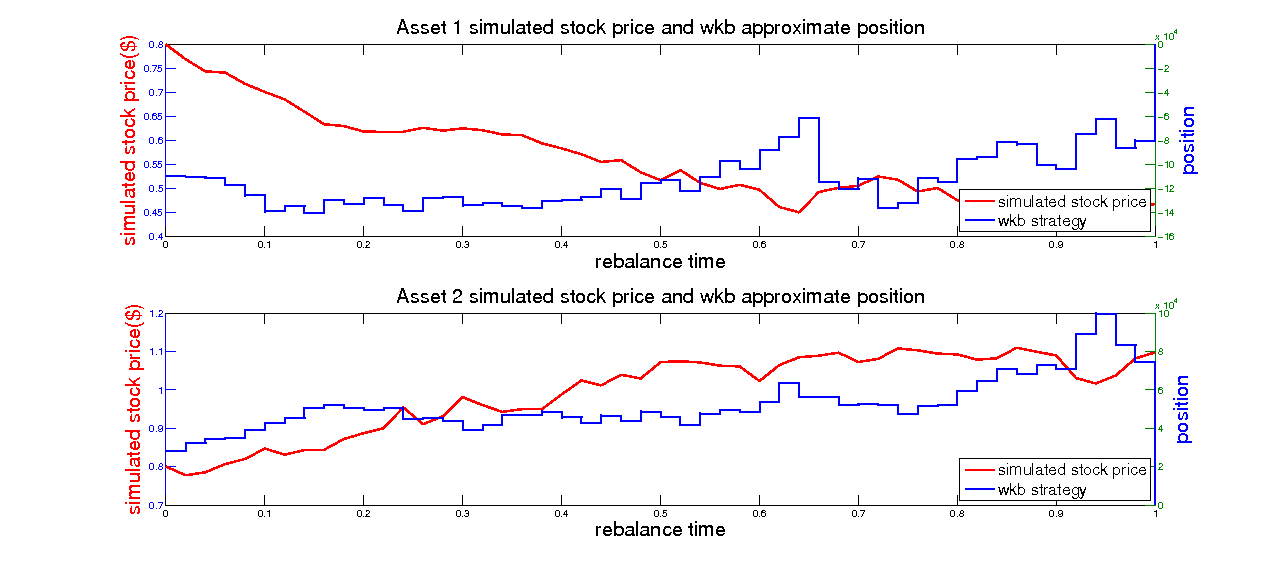 Asset 1 simulated stock price and wkb approximate position
x 10^4
simulated stock price($)
0.8
0.75
0.7
0.65
0.6
0.55
0.5
0.45
0.4
0
-2
-4
-6
-8
-10
-12
-14
-16
position
simulated stock price
wkb strategy
0 0.1 0.2 0.3 0.4 0.5 0.6 0.7 0.8 0.9 1
rebalance time
Asset 2 simulated stock price and wkb approximate position
x 10^4
simulated stock price($)
1.2
1.1
1
0.9
0.8
0.7
10
8
6
4
2
0
position
simulated stock price
wkb strategy
0 0.1 0.2 0.3 0.4 0.5 0.6 0.7 0.8 0.9 1
rebalance time